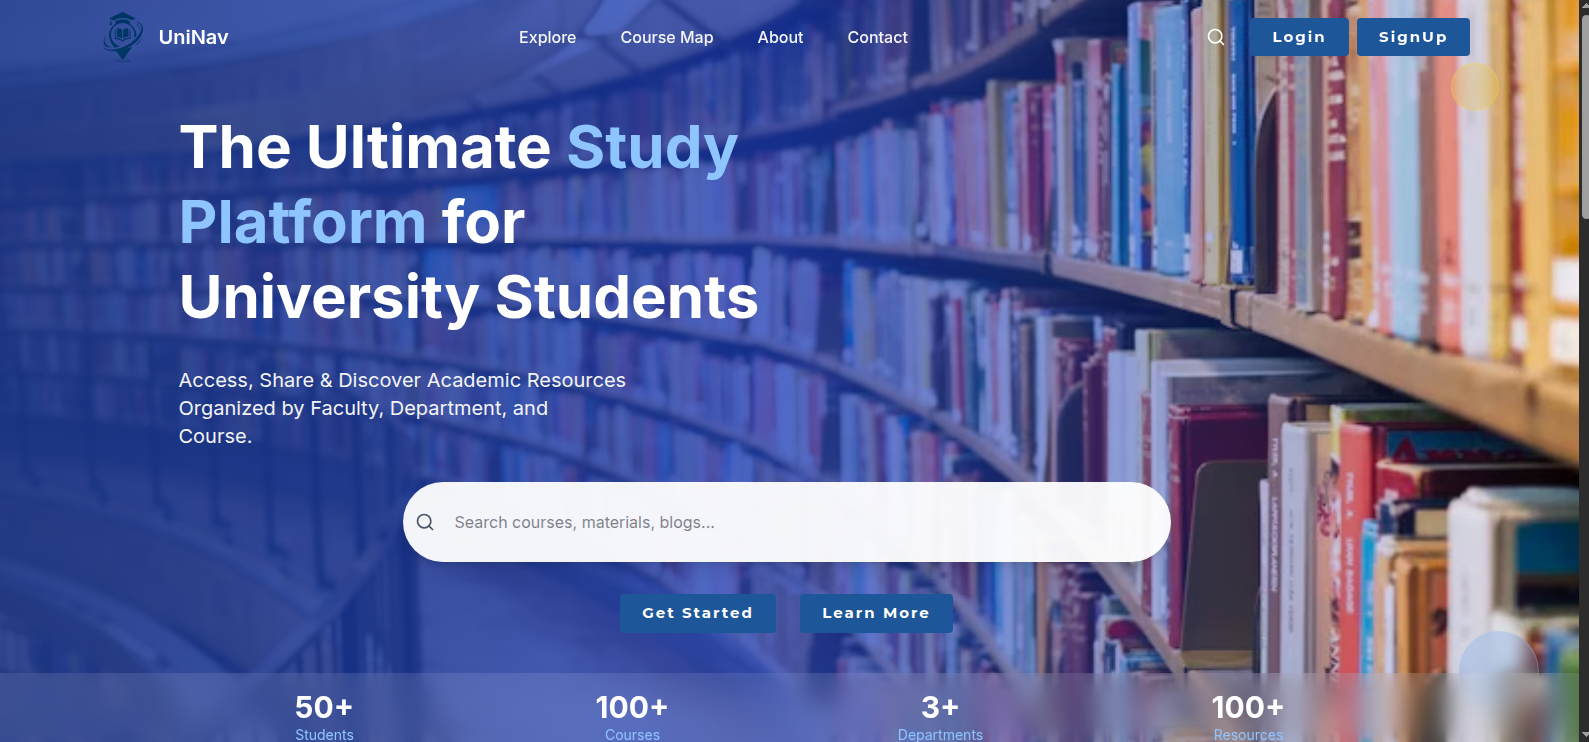 UniNav
Explore
Course Map
About
Contact
Login
SignUp
The Ultimate Study
Platform for
University Students
Access, Share & Discover Academic Resources
Organized by Faculty, Department, and
Course.
Search courses, materials, blogs...
Get Started
Learn More
50+
Students
100+
Courses
3+
Departments
100+
Resources